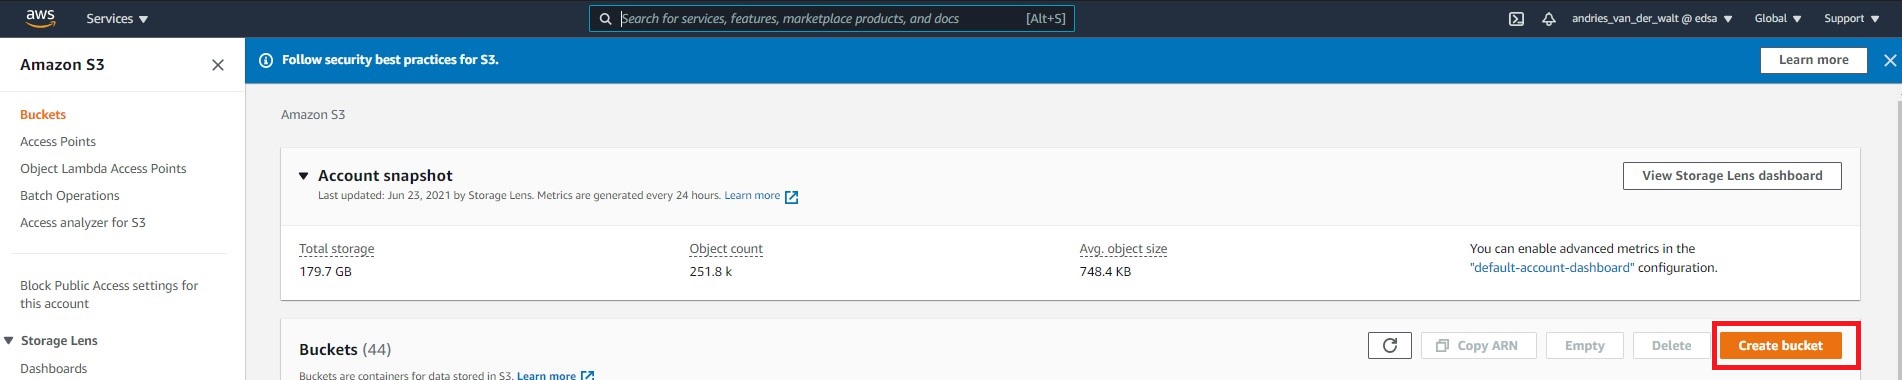 aws Services Search for services, features, marketplace products, and docs [Alt+S] andries_van_der_walt @ edsa Global Support
Amazon S3
Follow security best practices for S3. Learn more
Buckets
Access Points
Object Lambda Access Points
Batch Operations
Access analyzer for S3
Block Public Access settings for
this account
Storage Lens
Dashboards
Amazon S3
Account snapshot View Storage Lens dashboard
Last updated: Jun 23, 2021 by Storage Lens. Metrics are generated every 24 hours. Learn more
Total storage Object count Avg. object size You can enable advanced metrics in the
179.7 GB 251.8 k 748.4 KB "default-account-dashboard" configuration.
Buckets (44) Copy ARN Empty Delete Create bucket
Buckets are containers for data stored in S3. Learn more